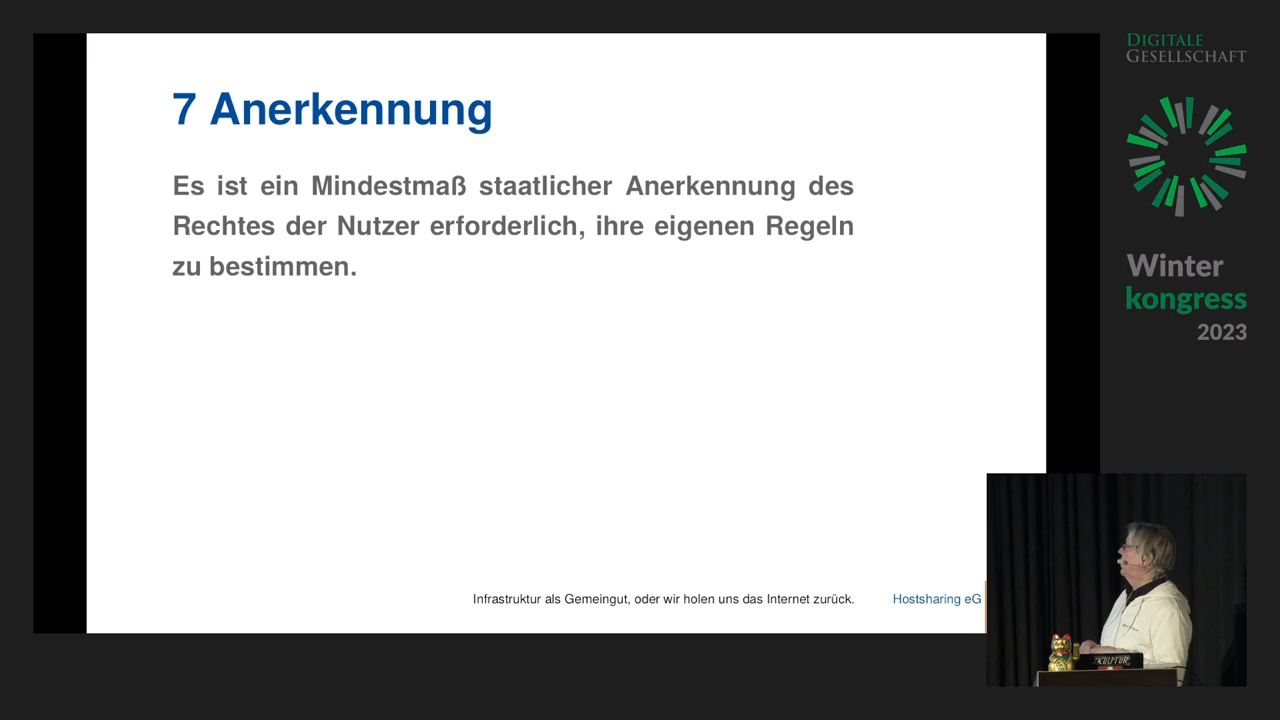 7 Anerkennung
Es ist ein Mindestmaß staatlicher Anerkennung des
Rechtes der Nutzer erforderlich, ihre eigenen Regeln
zu bestimmen.
Infrastruktur als Gemeingut, oder wir holen uns das Internet zurück.
Hostsharing eG
DIGITALE
GESELLSCHAFT
Winter
kongress
2023
KULTUR